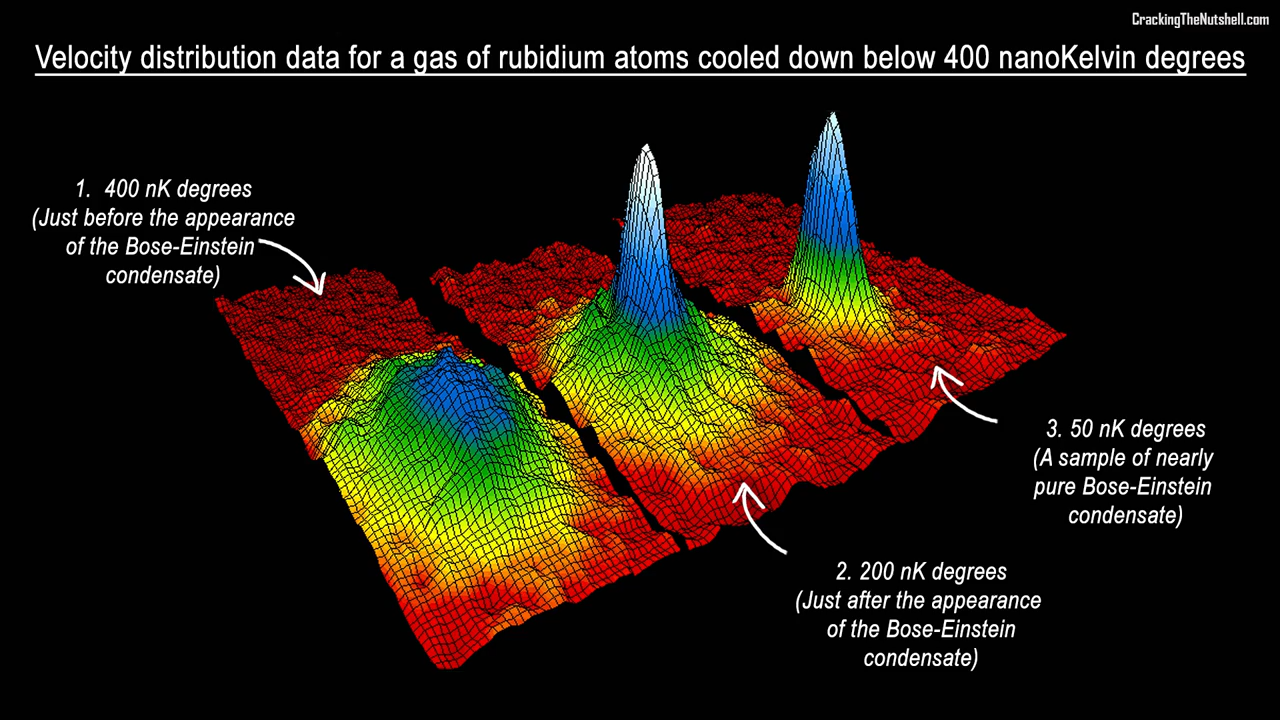 CrackingTheNutshell.com
Velocity distribution data for a gas of rubidium atoms cooled down below 400 nanoKelvin degrees
1. 400 nK degrees
(Just before the appearance
of the Bose-Einstein
condensate)
3. 50 nK degrees
(A sample of nearly
pure Bose-Einstein
condensate)
2. 200 nK degrees
(Just after the appearance
of the Bose-Einstein
condensate)